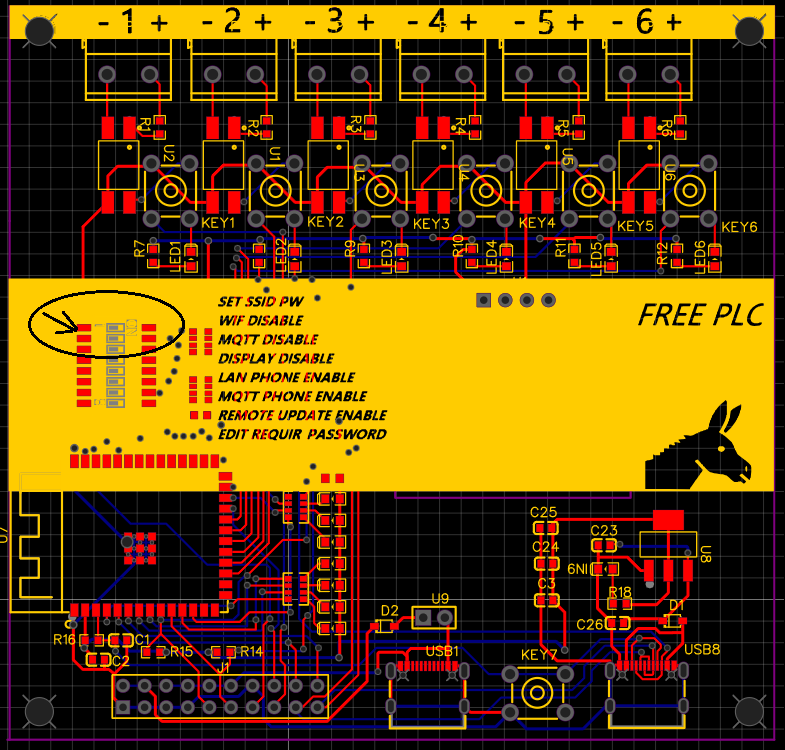 - 1 + - 2 + - 3 + - 4 + - 5 + - 6 +
R1 R2 R3 R4 R5 R6
U2 U1 U3 U4 U5 U6
KEY1 KEY2 KEY3 KEY4 KEY5 KEY6
R7 LED1 LED2 R9 LED3 R10 LED4 R11 LED5 R12 LED6
SET SSID PW
WIF DISABLE
MQTT DISABLE
DISPLAY DISABLE
LAN PHONE ENABLE
MQTT PHONE ENABLE
REMOTE UPDATE ENABLE
EDIT REQUIR PASSWORD
FREE PLC
ON
C25 C23
C24 U8
IN9
C3 R18
U9 D2 D1
C26
R16 C1 R15 R14 USB1 KEY7 USB8
C2 J1